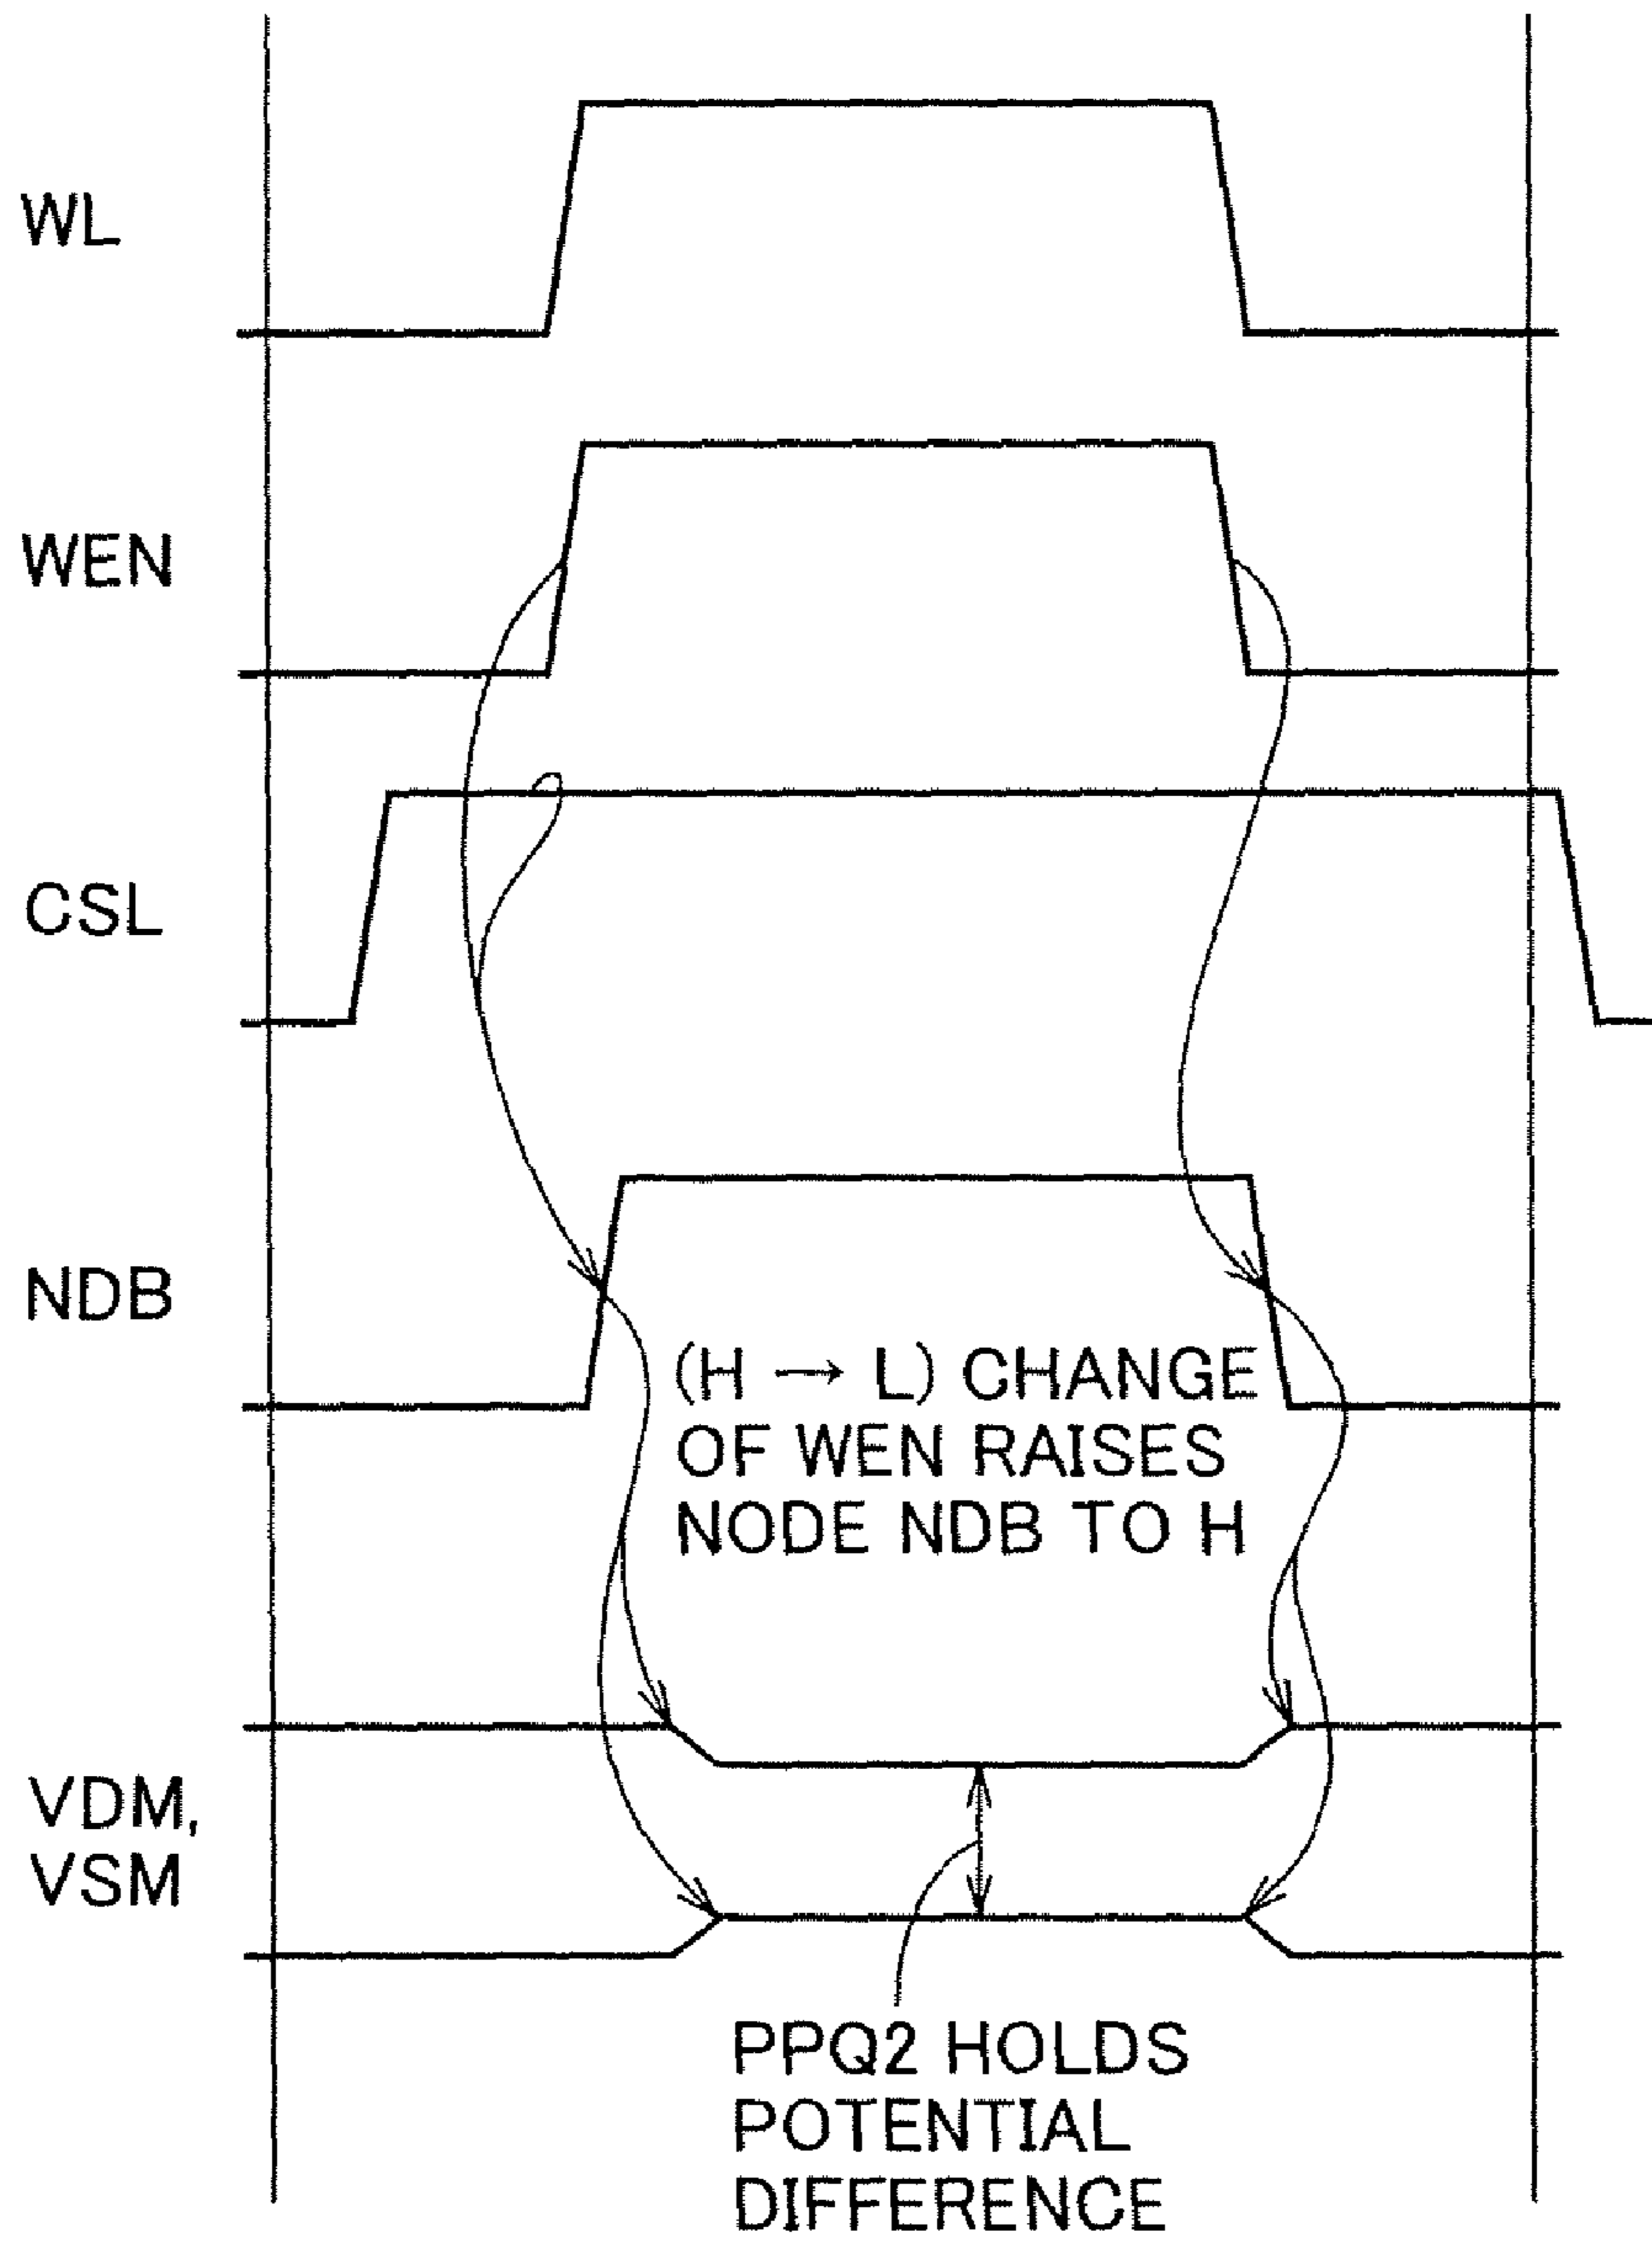 WL
WEN
CSL
NDB
(H → L) CHANGE
OF WEN RAISES
NODE NDB TO H
VDM,
VSM
PPQ2 HOLDS
POTENTIAL
DIFFERENCE